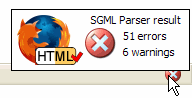 SGML Parser result
51 errors
6 warnings
HTML